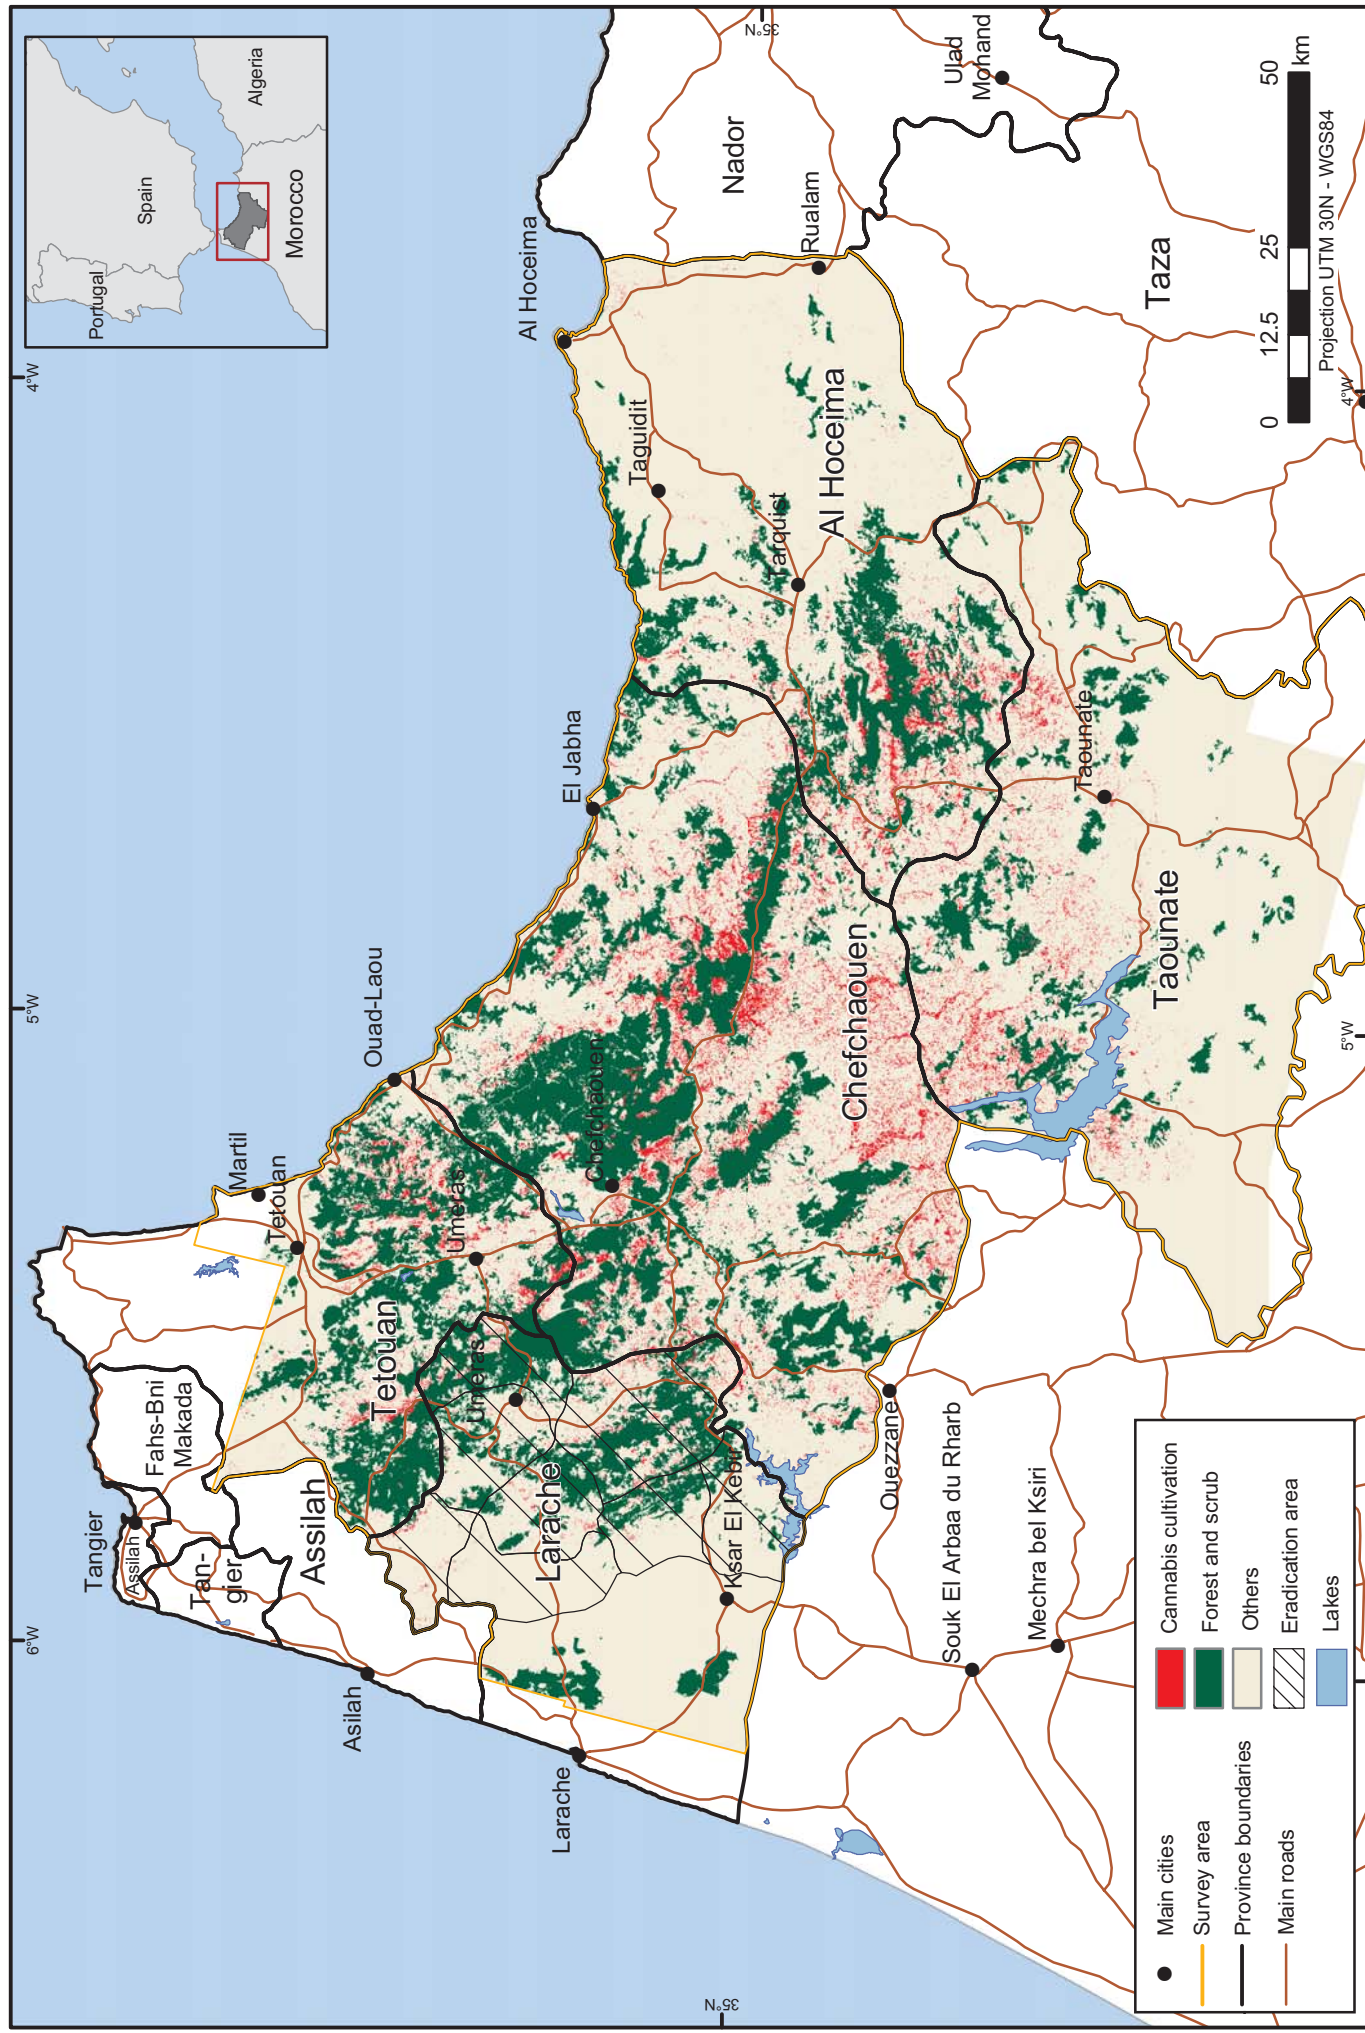 6°W
5°W
4°W
35°N
35°N
5°W
4°W
Portugal
Spain
Algeria
Morocco
Tangier
Assilah
Fahs-Bni
Makada
Tan-
gier
Assilah
Asilah
Larache
Larache
Ksar El Kebir
Umeras
Tetouan
Tetouan
Martil
Umeras
Ouad-Laou
Chefchaouen
Chefchaouen
El Jabha
Al Hoceima
Taguidit
Tarquist
Al Hoceima
Rualam
Nador
Ulad
Mohand
Taza
Taounate
Taounate
Ouezzane
Souk El Arbaa du Rharb
Mechra bel Ksiri
Main cities
Survey area
Province boundaries
Main roads
Cannabis cultivation
Forest and scrub
Others
Eradication area
Lakes
0 12.5 25 50
km
Projection UTM 30N - WGS84